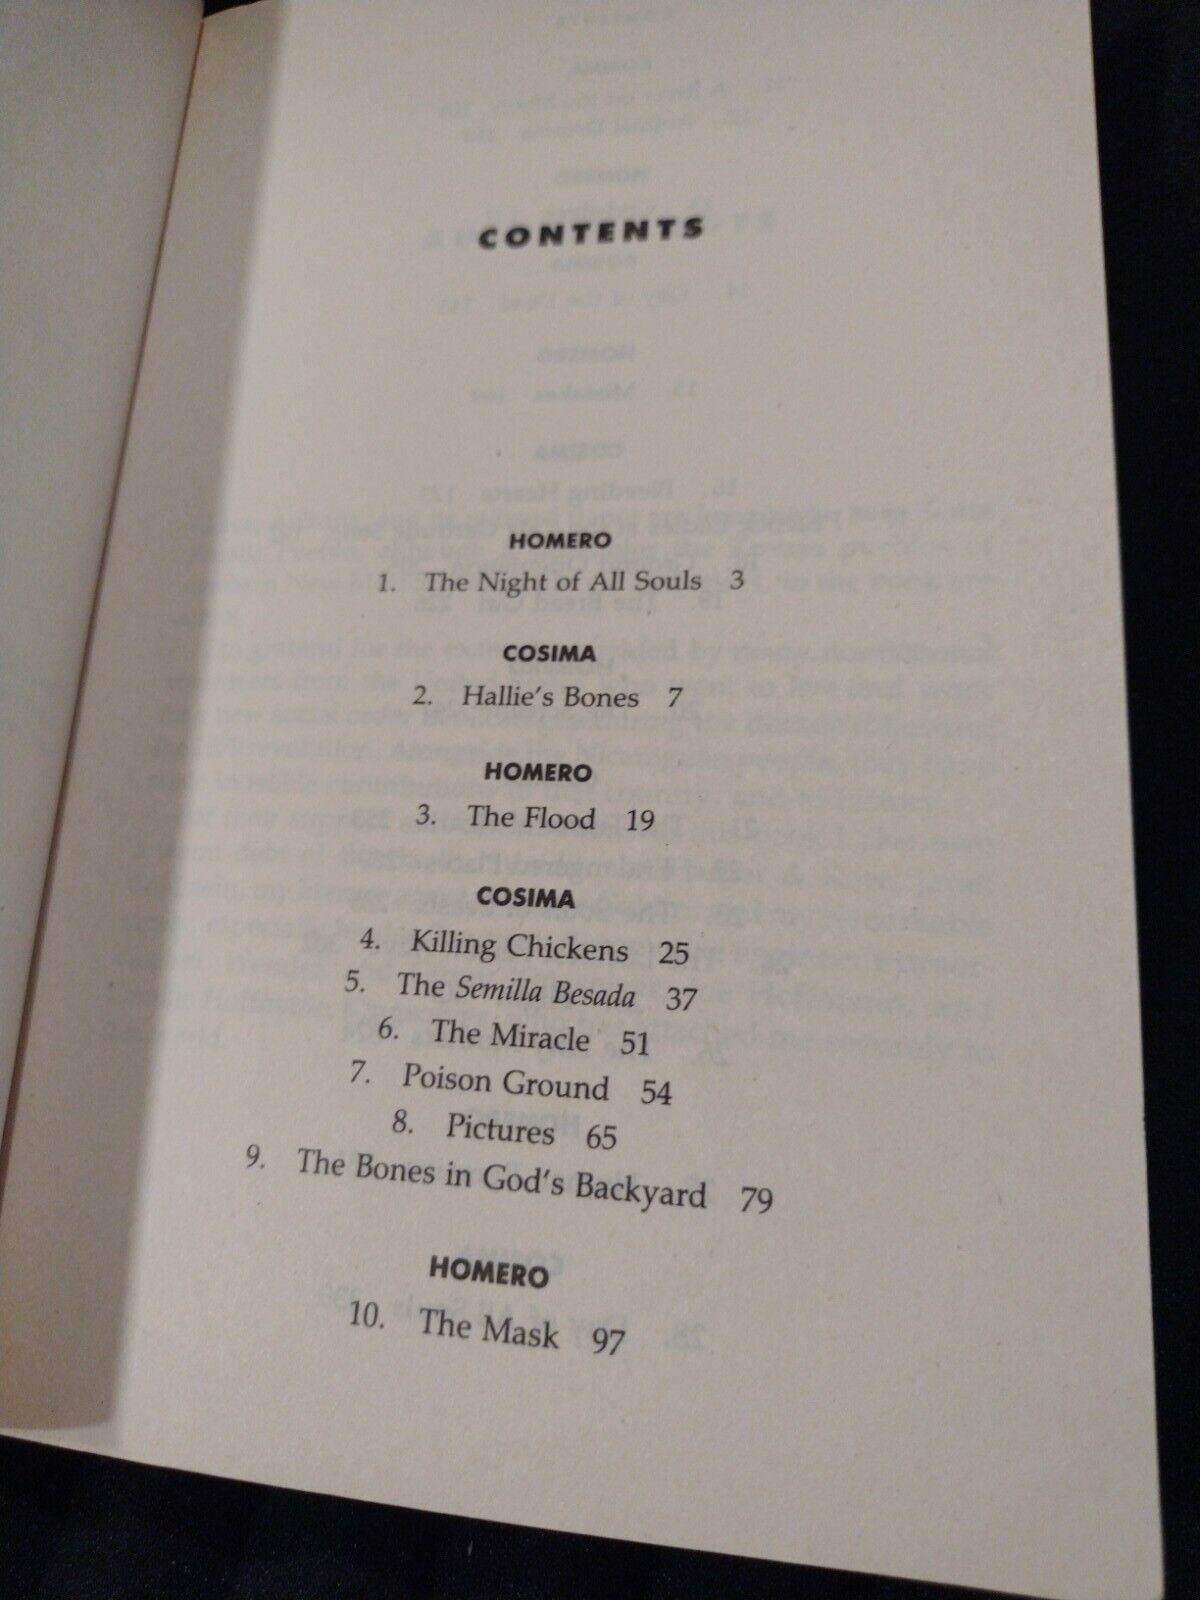 CONTENTS
HOMERO
1. The Night of All Souls 3
COSIMA
2. Hallie's Bones 7
HOMERO
3. The Flood 19
COSIMA
4. Killing Chickens 25
5. The Semilla Besada 37
6. The Miracle 51
7. Poison Ground 54
8. Pictures 65
9. The Bones in God's Backyard 79
HOMERO
10. The Mask 97